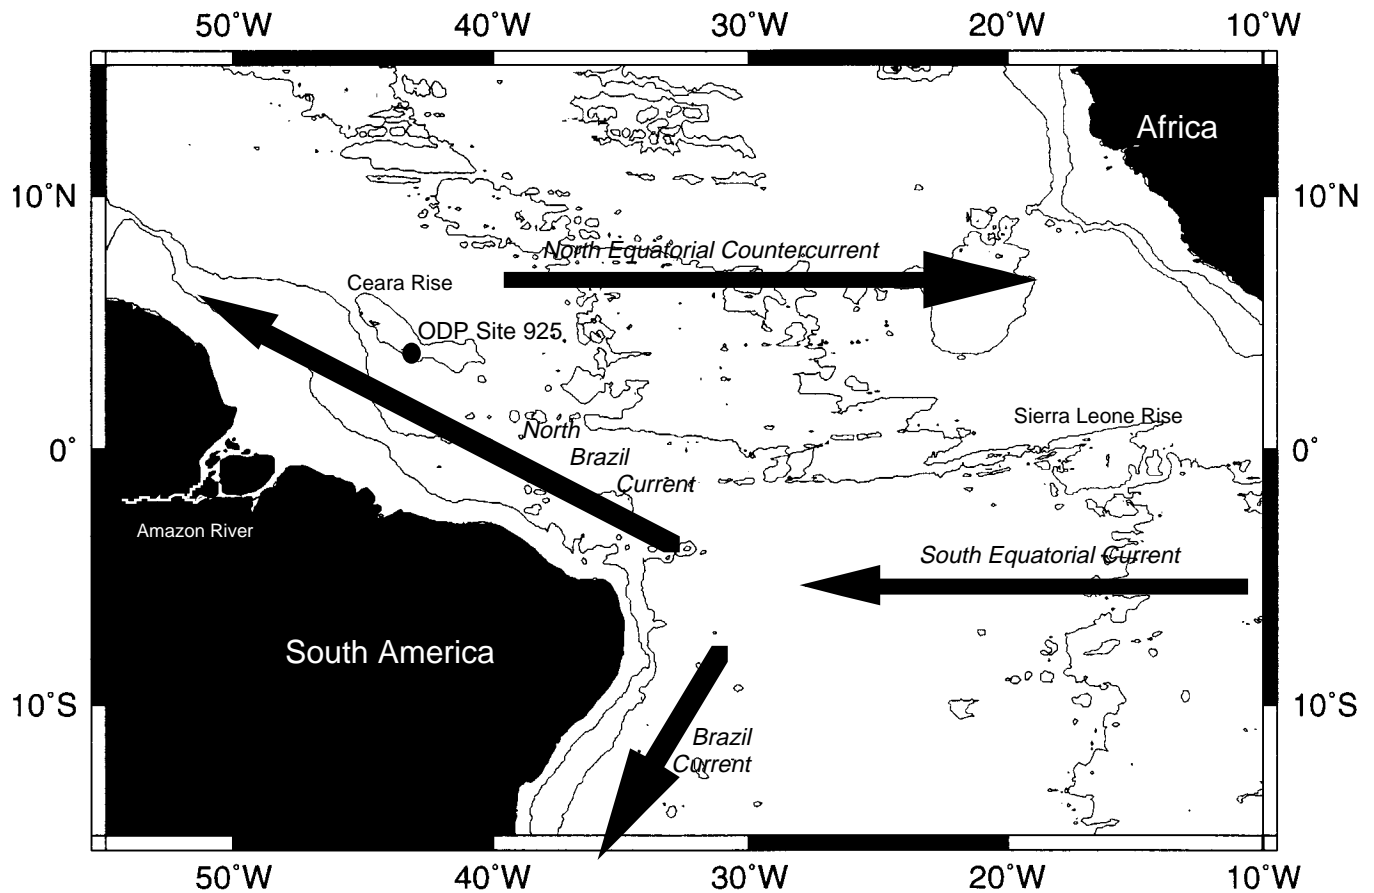 50°W 40°W 30°W 20°W 10°W
Africa
10°N 10°N
North Equatorial Countercurrent
Ceara Rise
ODP Site 925
Sierra Leone Rise
North
Brazil
Current
0° 0°
Amazon River
South Equatorial Current
South America
10°S 10°S
Brazil
Current
50°W 40°W 30°W 20°W 10°W